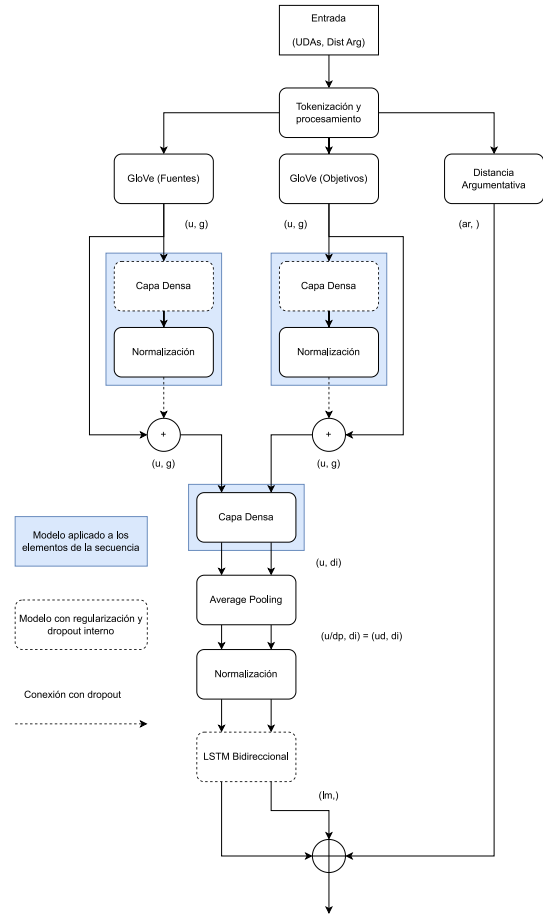 Entrada
(UDAs, Dist Arg)
Tokenización y
procesamiento
GloVe (Fuentes)
GloVe (Objetivos)
Distancia
Argumentativa
(u, g)
(u, g)
(ar, )
Capa Densa
Capa Densa
Normalización
Normalización
+
+
(u, g)
(u, g)
Capa Densa
Modelo aplicado a los
elementos de la secuencia
(u, di)
Average Pooling
Modelo con regularización y
dropout interno
(u/dp, di) = (ud, di)
Normalización
Conexión con dropout
LSTM Bidireccional
(lm,)